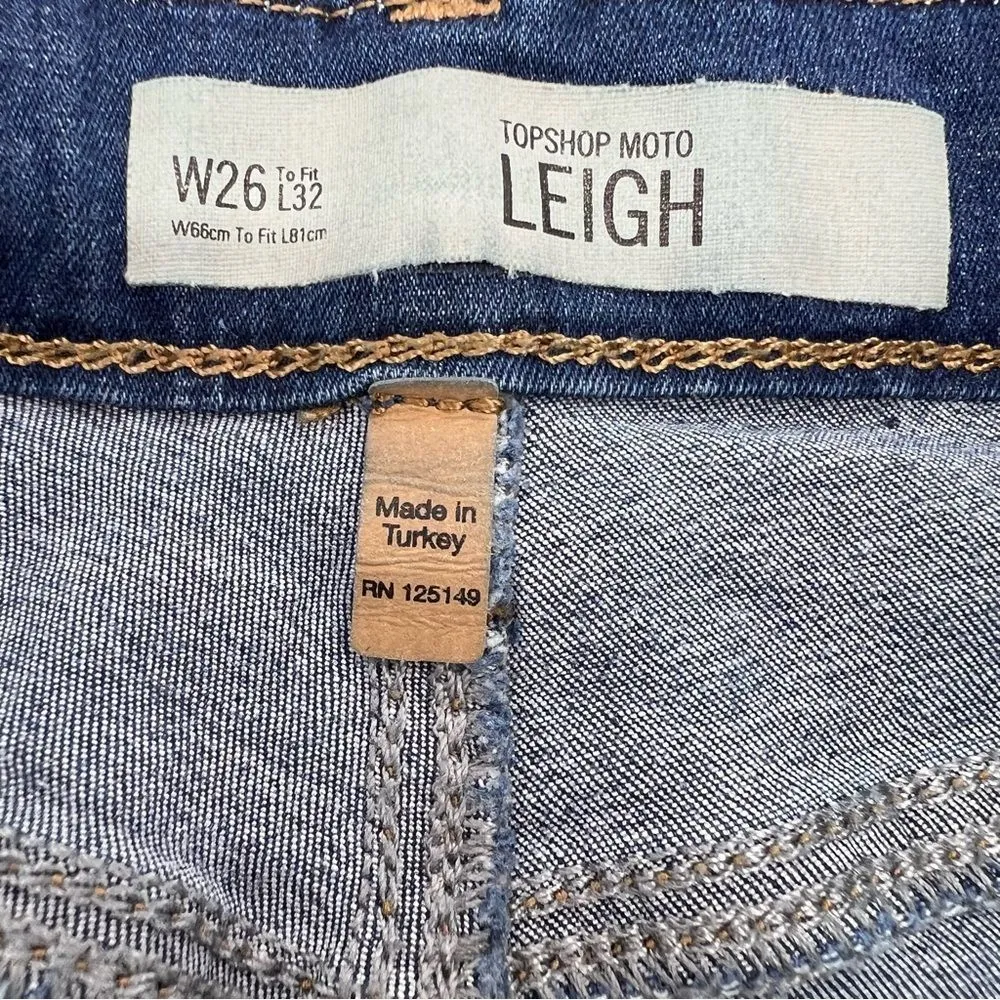 W26 To Fit L32
W66cm To Fit L81cm
TOPSHOP MOTO
LEIGH
Made in
Turkey
RN 125149